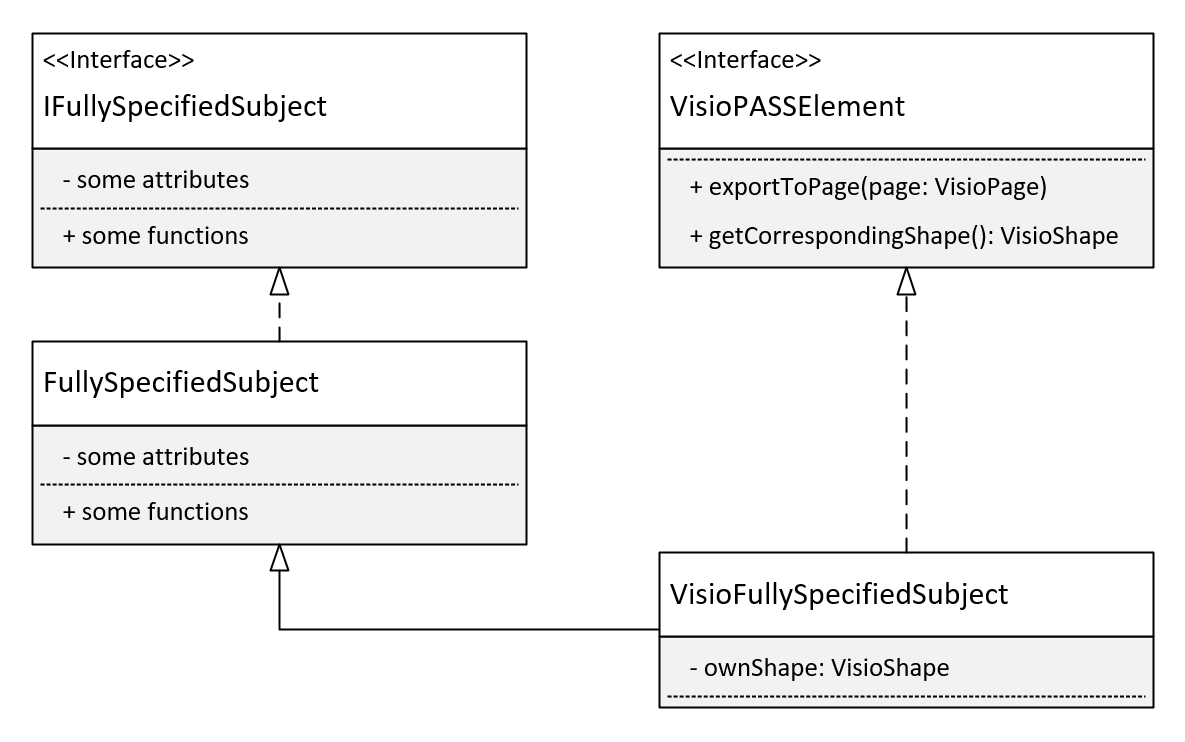 <<Interface>>
IFullySpecifiedSubject
- some attributes
+ some functions
<<Interface>>
VisioPASSElement
+ exportToPage(page: VisioPage)
+ getCorrespondingShape(): VisioShape
FullySpecifiedSubject
- some attributes
+ some functions
VisioFullySpecifiedSubject
- ownShape: VisioShape